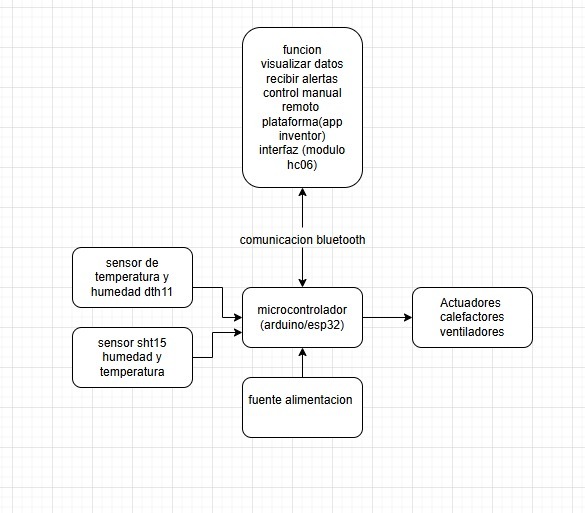 funcion
visualizar datos
recibir alertas
control manual
remoto
plataforma(app
inventor)
interfaz (modulo
hc06)
comunicacion bluetooth
sensor de
temperatura y
humedad dth11
sensor sht15
humedad y
temperatura
microcontrolador
(arduino/esp32)
Actuadores
calefactores
ventiladores
fuente alimentacion